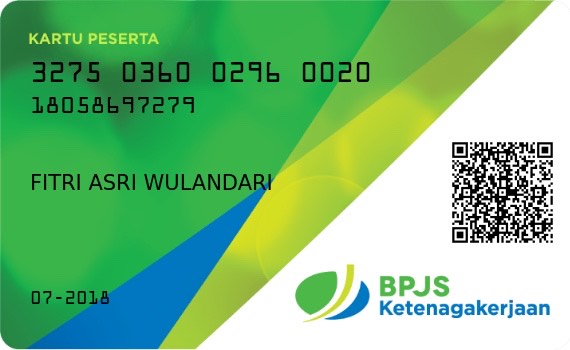 KARTU PESERTA
3275 0360 0296 0020
18058697279
FITRI ASRI WULANDARI
07-2018
BPJS
Ketenagakerjaan